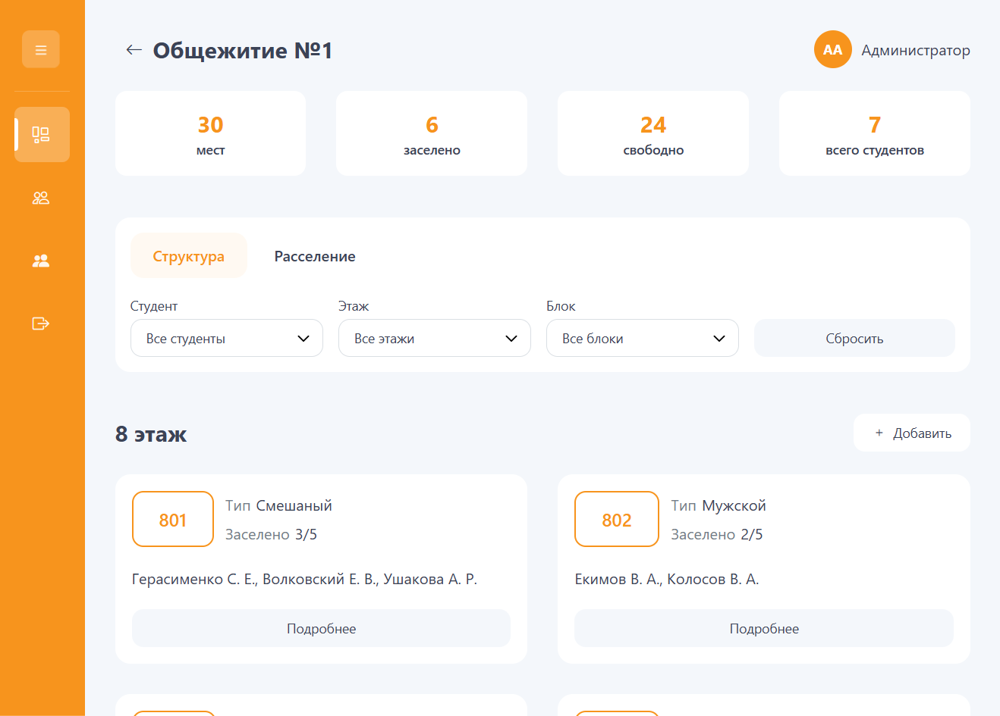 Общежитие №1
АА Администратор
30
мест
6
заселено
24
свободно
7
всего студентов
Структура
Расселение
Студент
Этаж
Блок
Все студенты
Все этажи
Все блоки
Сбросить
8 этаж
+ Добавить
801
Тип Смешаный
Заселено 3/5
Герасименко С. Е., Волковский Е. В., Ушакова А. Р.
Подробнее
802
Тип Мужской
Заселено 2/5
Екимов В. А., Колосов В. А.
Подробнее